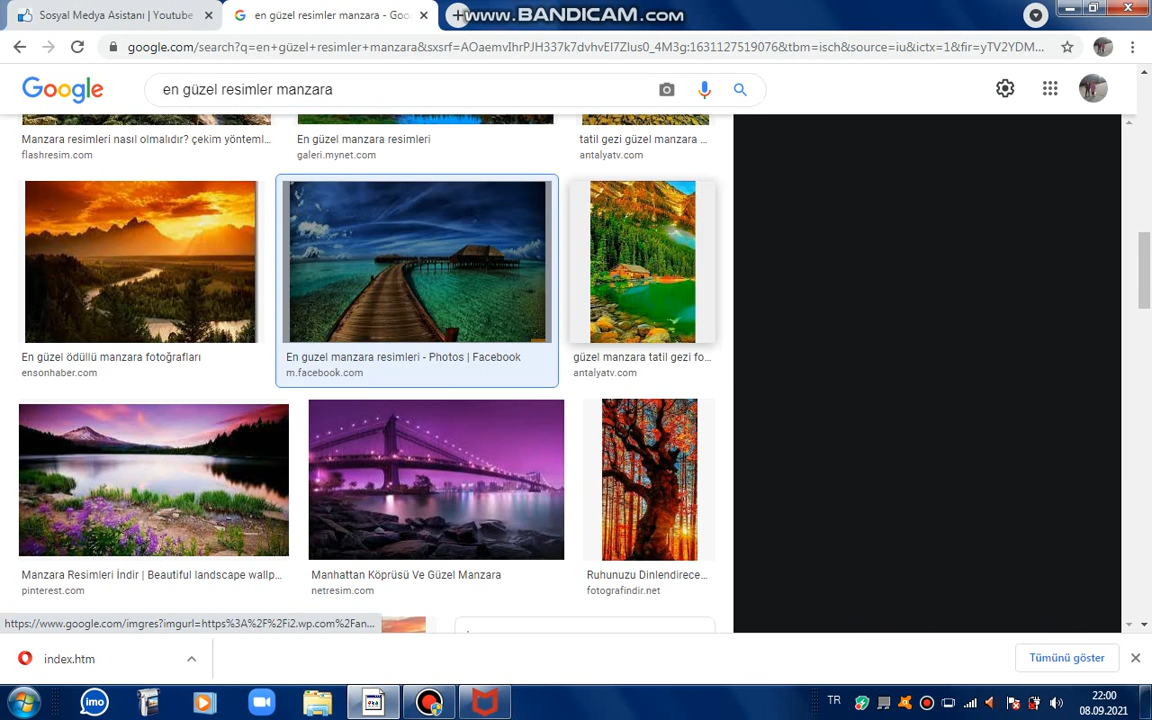 Sosyal Medya Asistanı | Youtube
en güzel resimler manzara - Goo
www.BANDICAM.com
google.com/search?q=en+güzel+resimler+manzara&sxsrf=AOaemvIhrPJH337k7dvhvEl7Zlus0_4M3g:1631127519076&tbm=isch&source=iu&ictx=1&fir=yTV2YDM...
Google
en güzel resimler manzara
Manzara resimleri nasıl olmalıdır? çekim yönteml...
flashresim.com
En güzel manzara resimleri
galeri.mynet.com
tatil gezi güzel manzara ...
antalyatv.com
En güzel ödüllü manzara fotoğrafları
ensonhaber.com
En guzel manzara resimleri - Photos | Facebook
m.facebook.com
güzel manzara tatil gezi fo...
antalyatv.com
Manzara Resimleri İndir | Beautiful landscape wallp...
pinterest.com
Manhattan Köprüsü Ve Güzel Manzara
netresim.com
Ruhunuzu Dinlendirece...
fotografindir.net
https://www.google.com/imgres?imgurl=https%3A%2F%2Fi2.wp.com%2Fan...
index.htm
Tümünü göster
imo
TR
22:00
08.09.2021